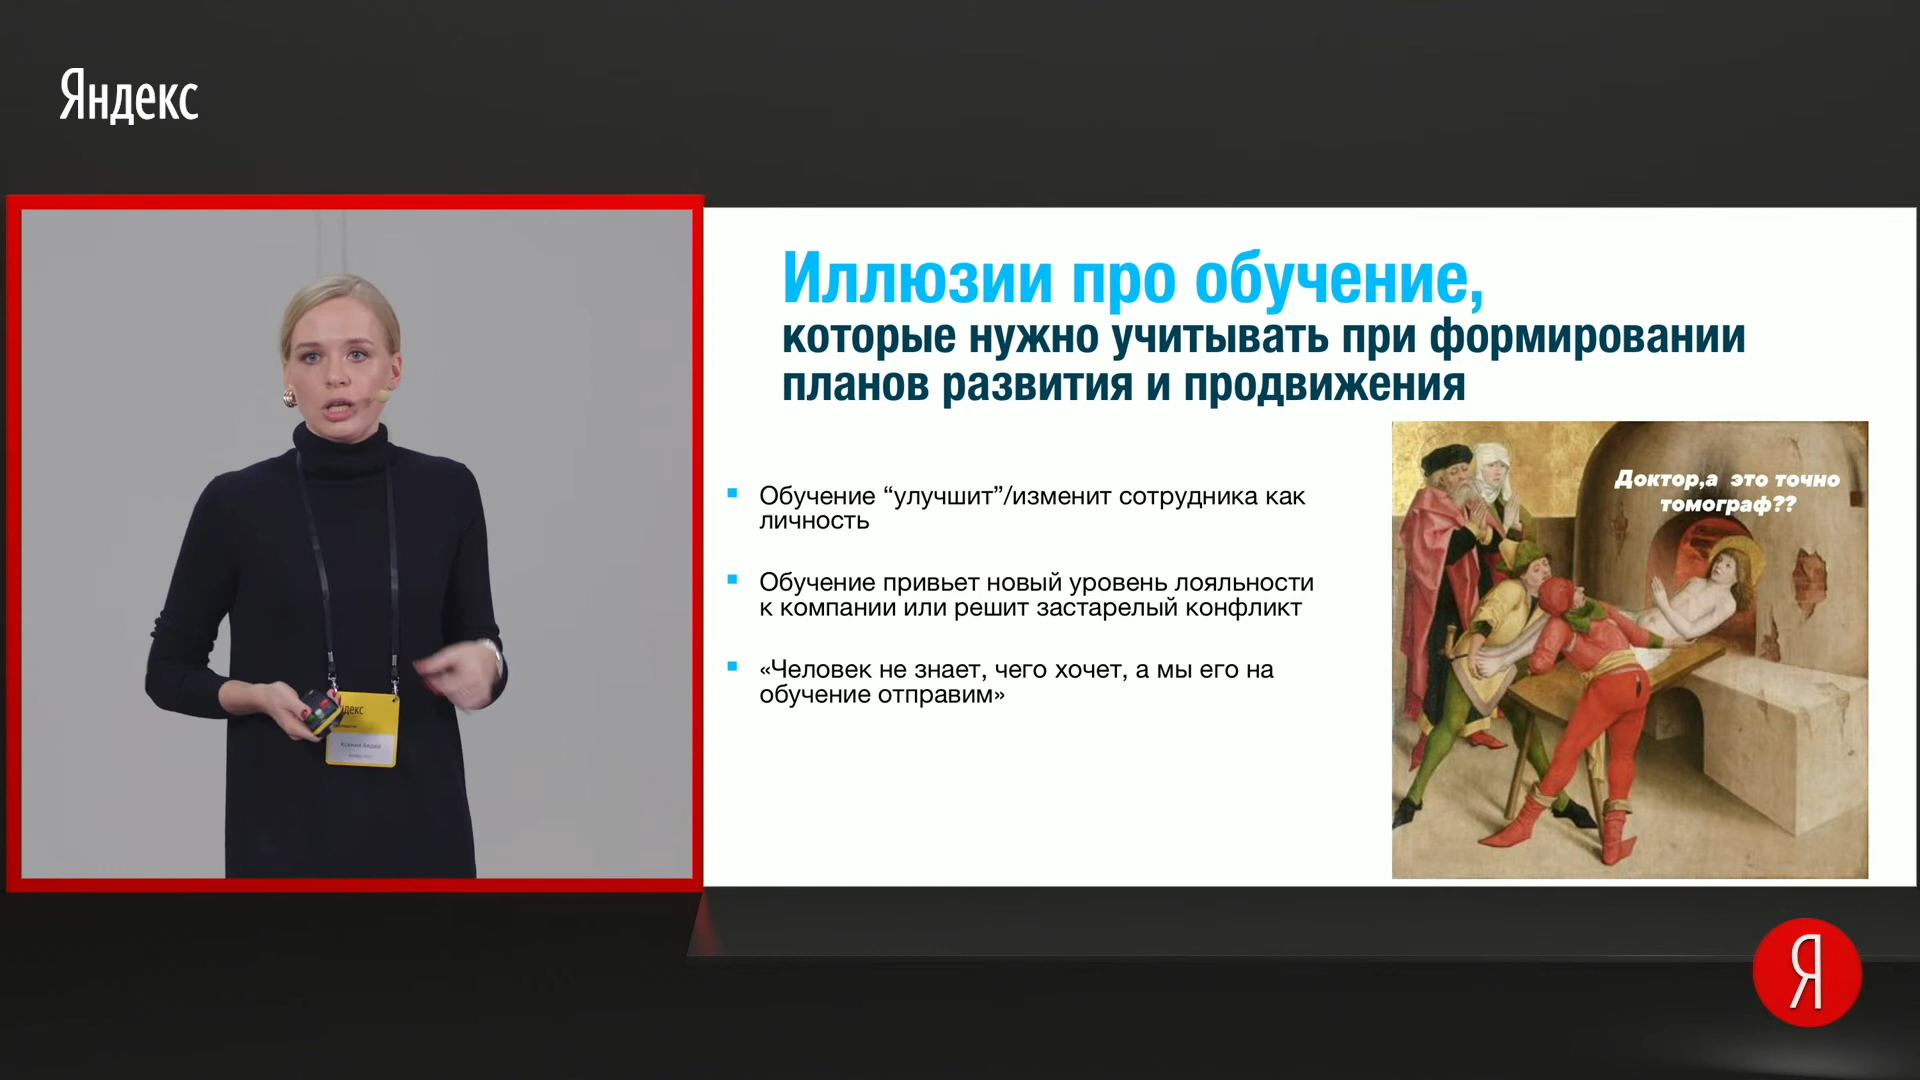 Яндекс
Иллюзии про обучение,
которые нужно учитывать при формировании
планов развития и продвижения
Обучение “улучшит”/изменит сотрудника как
личность
Обучение привьет новый уровень лояльности
к компании или решит застарелый конфликт
«Человек не знает, чего хочет, а мы его на
обучение отправим»
Доктор,а это точно
томограф??
Ксения
Я